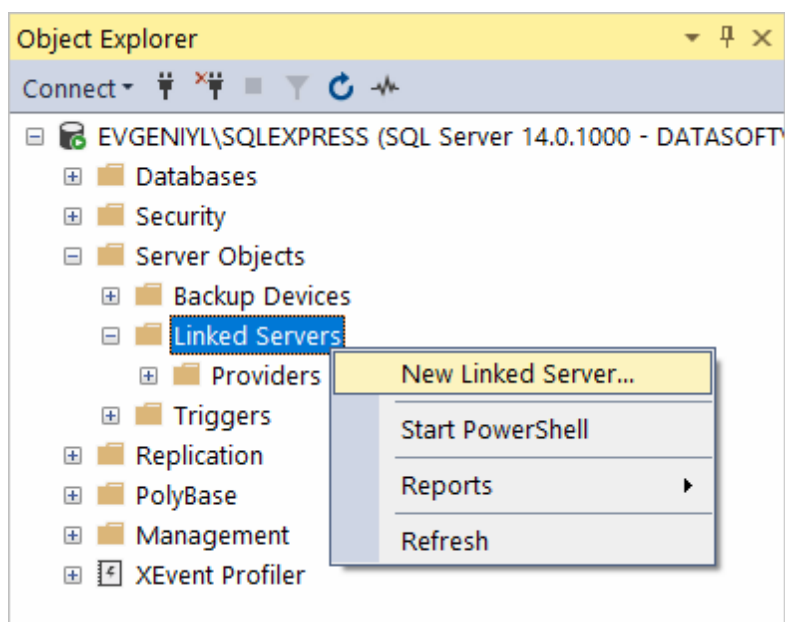 Object Explorer
Connect
EVGENIYL\SQLEXPRESS (SQL Server 14.0.1000 - DATASOFT
Databases
Security
Server Objects
Backup Devices
Linked Servers
New Linked Server...
Providers
Start PowerShell
Triggers
Replication
Reports
PolyBase
Management
Refresh
XEvent Profiler